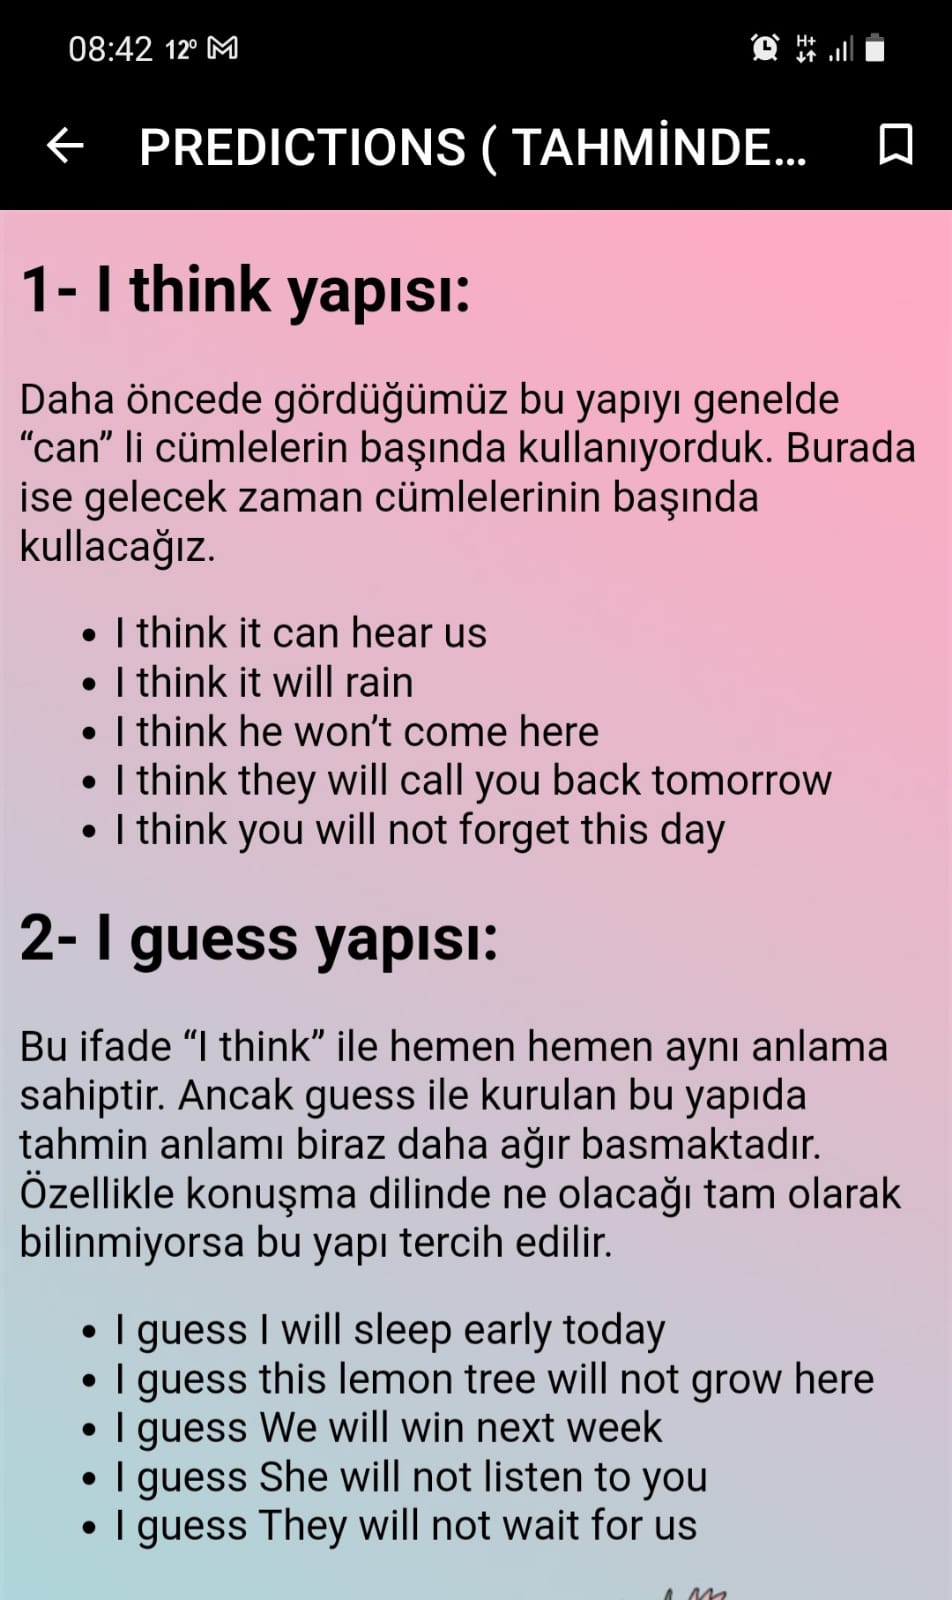 08:42 12° M
H+
PREDICTIONS ( TAHMİNDE...
1- I think yapısı:
Daha öncede gördüğümüz bu yapıyı genelde
“can” li cümlelerin başında kullanıyorduk. Burada
ise gelecek zaman cümlelerinin başında
kullacağız.
• I think it can hear us
• I think it will rain
• I think he won’t come here
• I think they will call you back tomorrow
• I think you will not forget this day
2- I guess yapısı:
Bu ifade “I think” ile hemen hemen aynı anlama
sahiptir. Ancak guess ile kurulan bu yapıda
tahmin anlamı biraz daha ağır basmaktadır.
Özellikle konuşma dilinde ne olacağı tam olarak
bilinmiyorsa bu yapı tercih edilir.
• I guess I will sleep early today
• I guess this lemon tree will not grow here
• I guess We will win next week
• I guess She will not listen to you
• I guess They will not wait for us